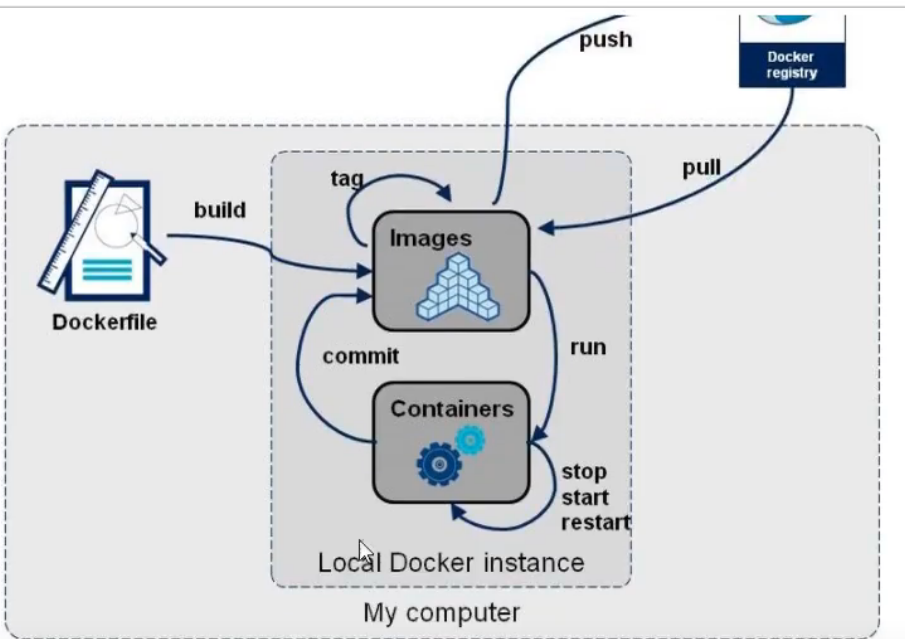 push
Docker
registry
pull
tag
build
Images
Dockerfile
commit
run
Containers
stop
start
restart
Local Docker instance
My computer